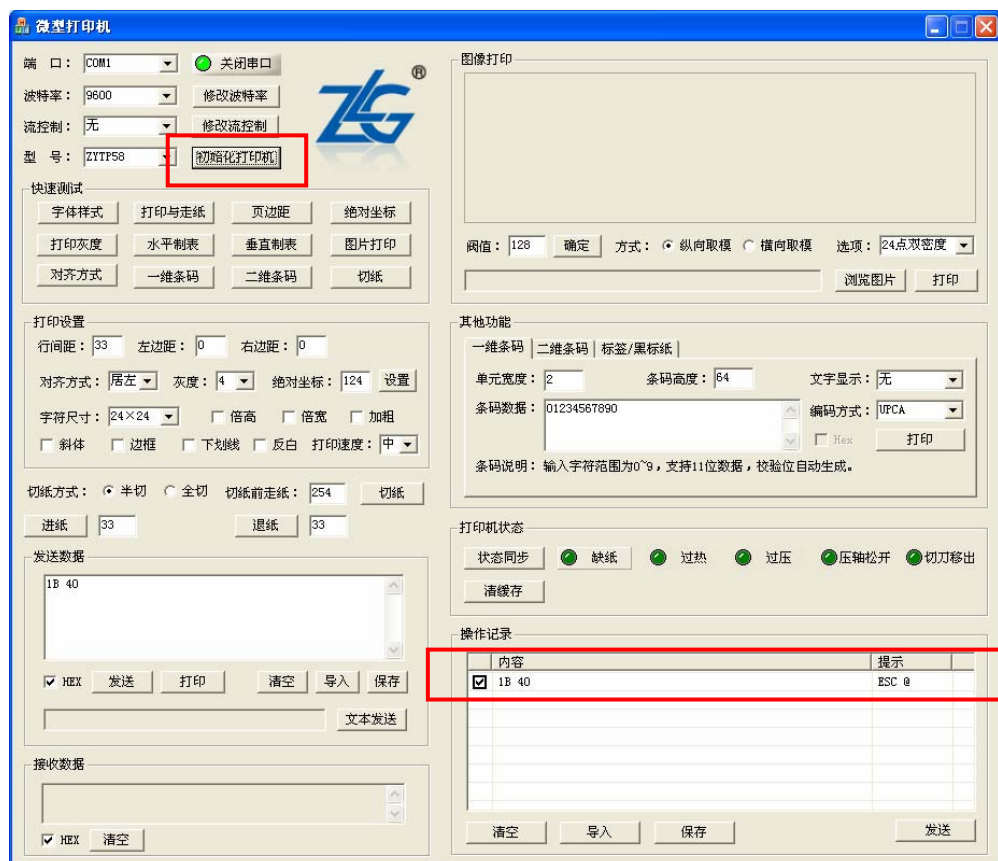 微型打印机
端 口: COM1 关闭串口
波特率: 9600 修改波特率
流控制: 无 修改流控制
型 号: ZYTP58 初始化打印机
ZLG ®
快速测试
字体样式 打印与走纸 页边距 绝对坐标
打印灰度 水平制表 垂直制表 图片打印
对齐方式 一维条码 二维条码 切纸
打印设置
行间距: 33 左边距: 0 右边距: 0
对齐方式: 居左 灰度: 4 绝对坐标: 124 设置
字符尺寸: 24×24 倍高 倍宽 加粗
斜体 边框 下划线 反白 打印速度: 中
切纸方式: 半切 全切 切纸前走纸: 254 切纸
进纸 33 退纸 33
发送数据
1B 40
HEX 发送 打印 清空 导入 保存
文本发送
接收数据
HEX 清空
图像打印
阀值: 128 确定 方式: 纵向取模 横向取模 选项: 24点双密度
浏览图片 打印
其他功能
一维条码 二维条码 标签/黑标纸
单元宽度: 2 条码高度: 64 文字显示: 无
条码数据: 01234567890 编码方式: UPCA
Hex 打印
条码说明: 输入字符范围为0~9,支持11位数据,校验位自动生成。
打印机状态
状态同步 缺纸 过热 过压 压轴松开 切刀移出
清缓存
操作记录
内容 提示
1B 40 ESC @
清空 导入 保存 发送